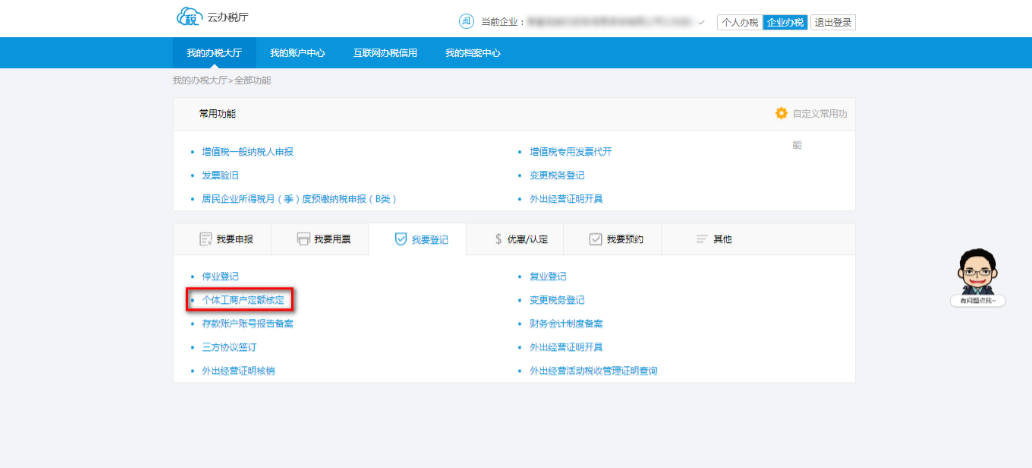 云办税厅
当前企业：
个人办税 企业办税 退出登录
我的办税大厅 我的账户中心 互联网办税信用 我的档案中心
我的办税大厅>全部功能
常用功能
自定义常用功
能
增值税一般纳税人申报
增值税专用发票代开
发票验旧
变更税务登记
居民企业所得税月（季）度预缴纳税申报（B类）
外出经营证明开具
我要申报 我要用票 我要登记 优惠/认定 我要预约 其他
停业登记
复业登记
个体工商户定额核定
变更税务登记
存款账户账号报告备案
财务会计制度备案
三方协议签订
外出经营证明开具
外出经营证明核销
外出经营活动税收管理证明查询
有问题点我~